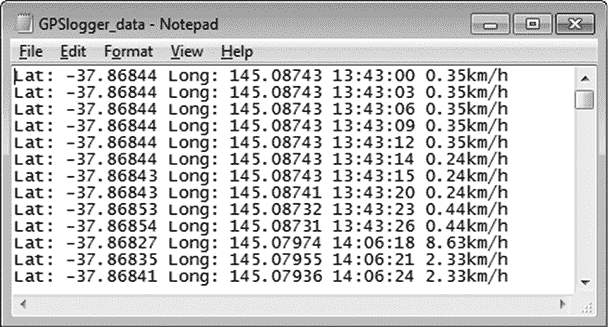 GPSlogger_data - Notepad
File Edit Format View Help
Lat: -37.86844 Long: 145.08743 13:43:00 0.35km/h
Lat: -37.86844 Long: 145.08743 13:43:03 0.35km/h
Lat: -37.86844 Long: 145.08743 13:43:06 0.35km/h
Lat: -37.86844 Long: 145.08743 13:43:09 0.35km/h
Lat: -37.86844 Long: 145.08743 13:43:12 0.35km/h
Lat: -37.86844 Long: 145.08743 13:43:14 0.24km/h
Lat: -37.86843 Long: 145.08743 13:43:15 0.24km/h
Lat: -37.86843 Long: 145.08741 13:43:20 0.24km/h
Lat: -37.86853 Long: 145.08732 13:43:23 0.44km/h
Lat: -37.86854 Long: 145.08731 13:43:26 0.44km/h
Lat: -37.86827 Long: 145.07974 14:06:18 8.63km/h
Lat: -37.86835 Long: 145.07955 14:06:21 2.33km/h
Lat: -37.86841 Long: 145.07936 14:06:24 2.33km/h